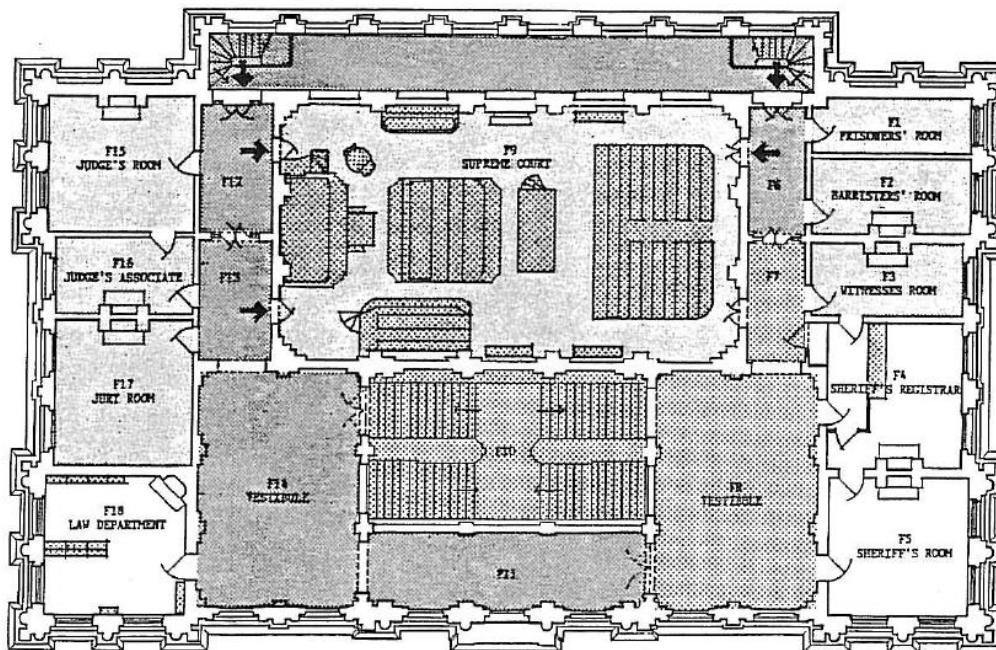 F1
PRISONERS' ROOM
F15
JUDGE'S ROOM
F9
SUPREME COURT
F12
F6
F2
BARRISTERS' ROOM
F16
JUDGE'S ASSOCIATE
F13
F7
F3
WITNESSES ROOM
F17
JURY ROOM
F4
SHERIFF'S REGISTRAR
F14
VESTIBULE
F10
F8
VESTIBULE
F18
LAW DEPARTMENT
F11
F5
SHERIFF'S ROOM